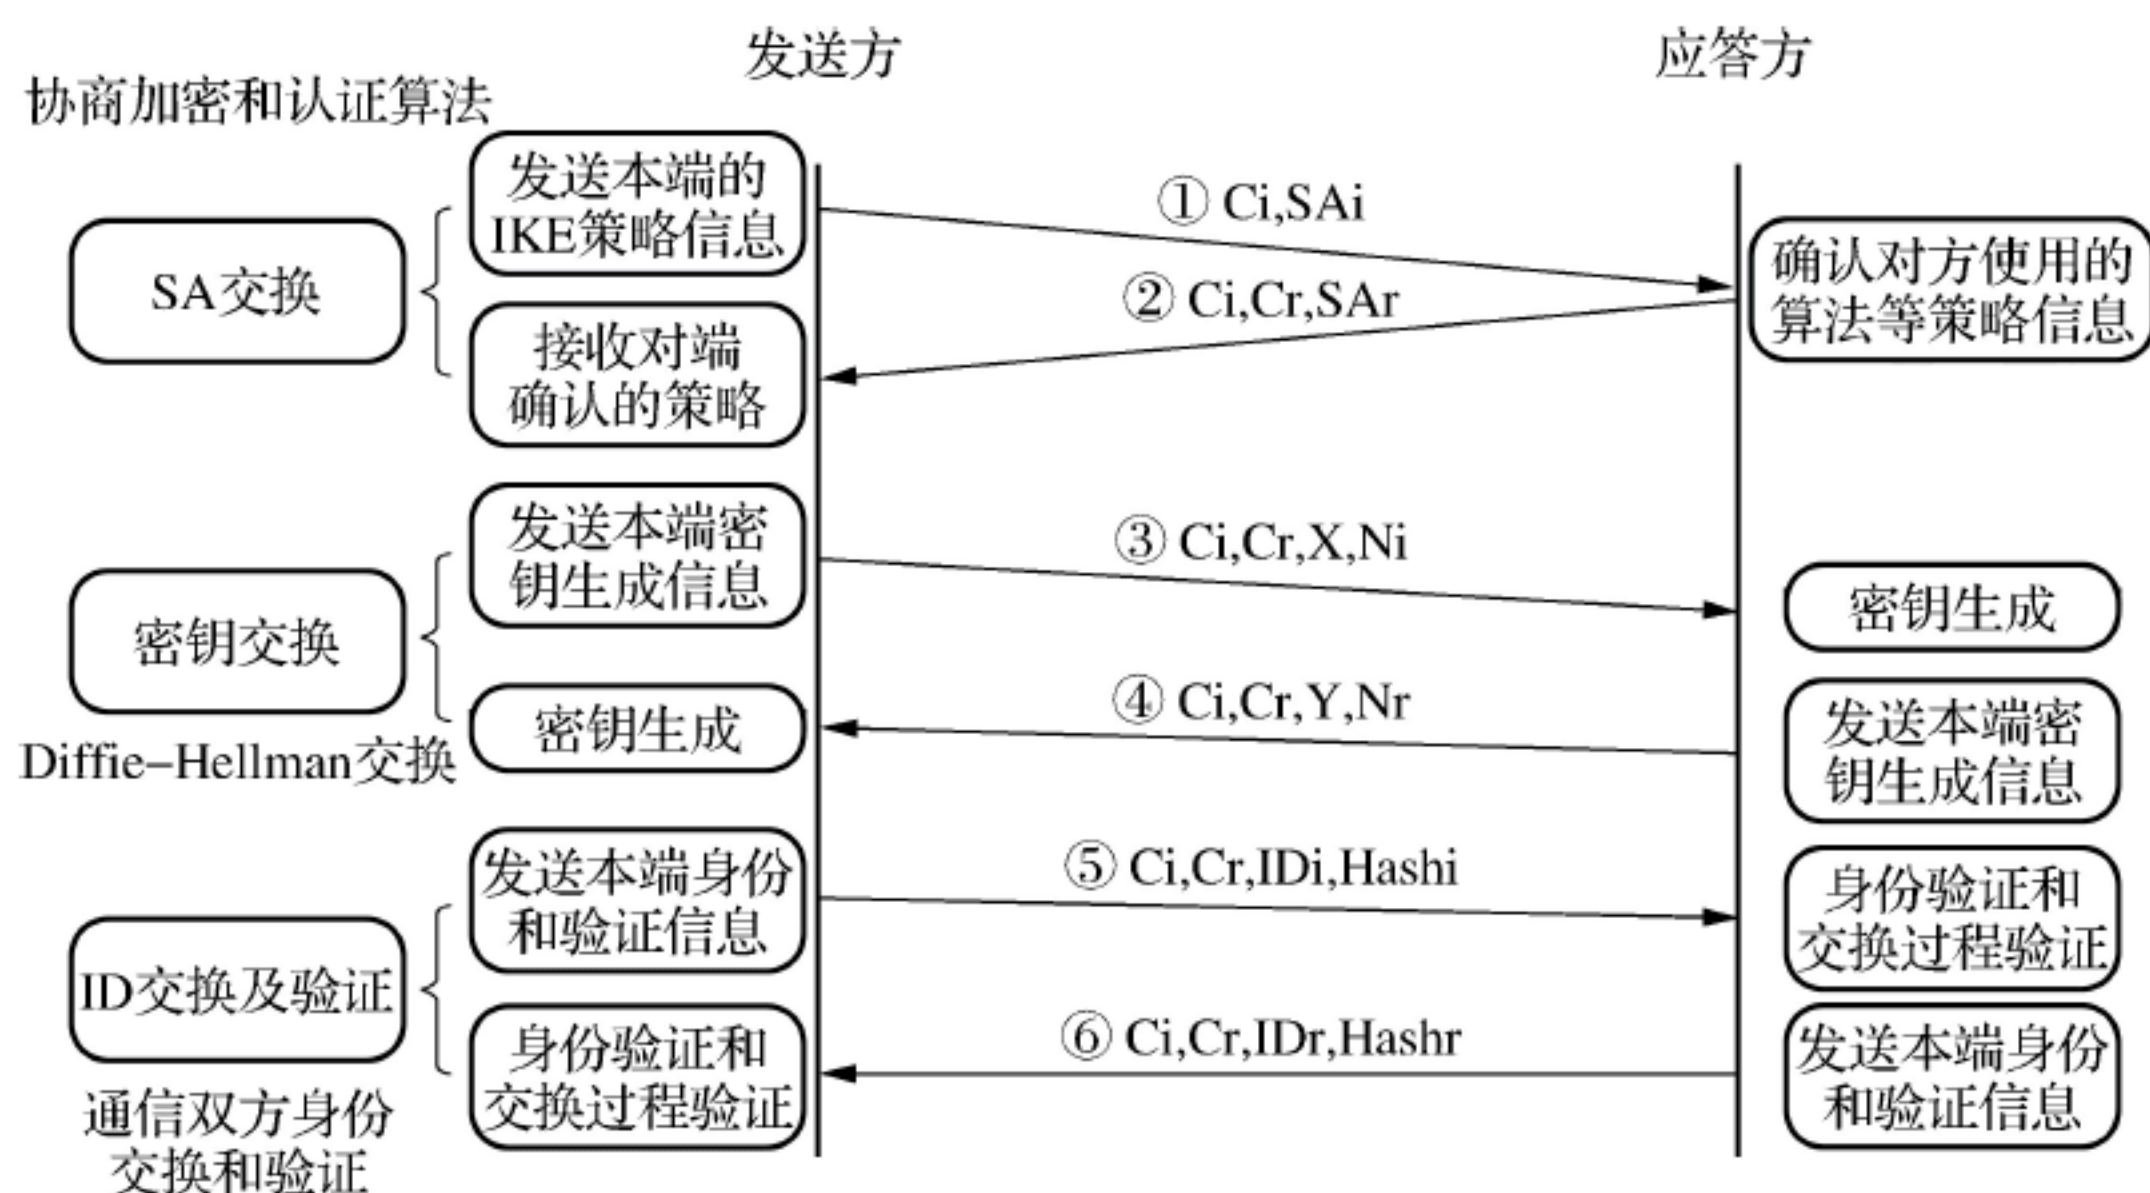 发送方
应答方
协商加密和认证算法
发送本端的
IKE策略信息
① Ci,SAi
SA交换
确认对方使用的
算法等策略信息
② Ci,Cr,SAr
接收对端
确认的策略
发送本端密
钥生成信息
③ Ci,Cr,X,Ni
密钥生成
密钥交换
④ Ci,Cr,Y,Nr
密钥生成
发送本端密
钥生成信息
Diffie–Hellman交换
发送本端身份
和验证信息
⑤ Ci,Cr,IDi,Hashi
身份验证和
交换过程验证
ID交换及验证
⑥ Ci,Cr,IDr,Hashr
身份验证和
交换过程验证
发送本端身份
和验证信息
通信双方身份
交换和验证